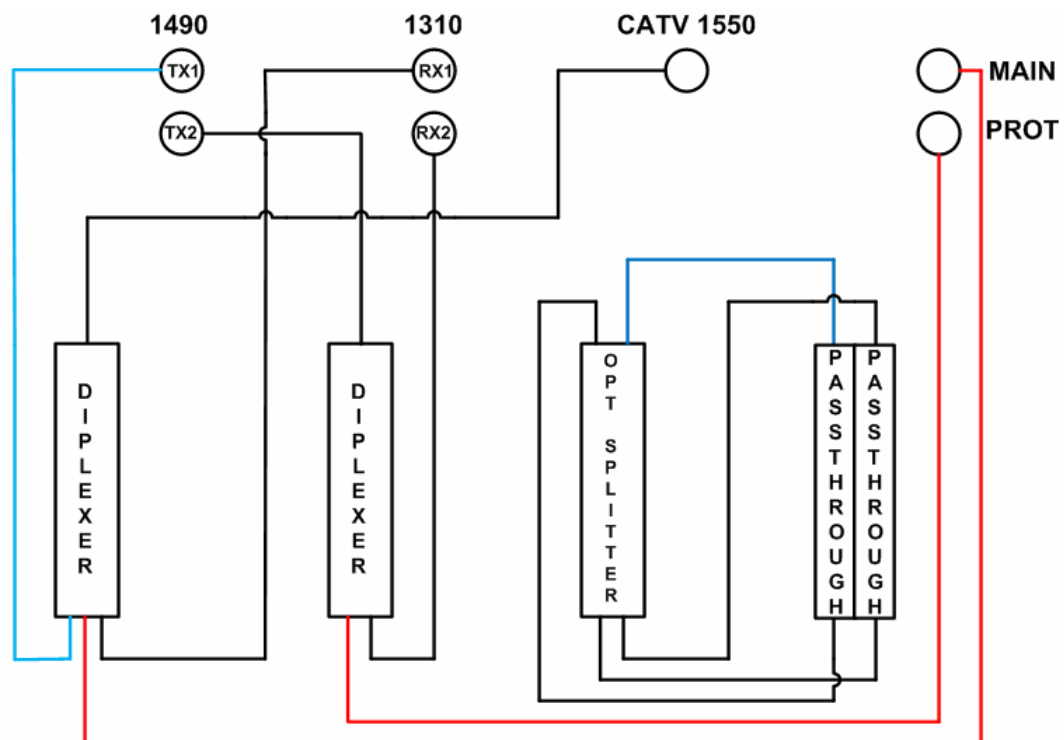 1490
1310
CATV 1550
TX1
RX1
MAIN
TX2
RX2
PROT
DIPLEXER
DIPLEXER
OPT SPLITTER
PASSTHROUGH
PASSTHROUGH